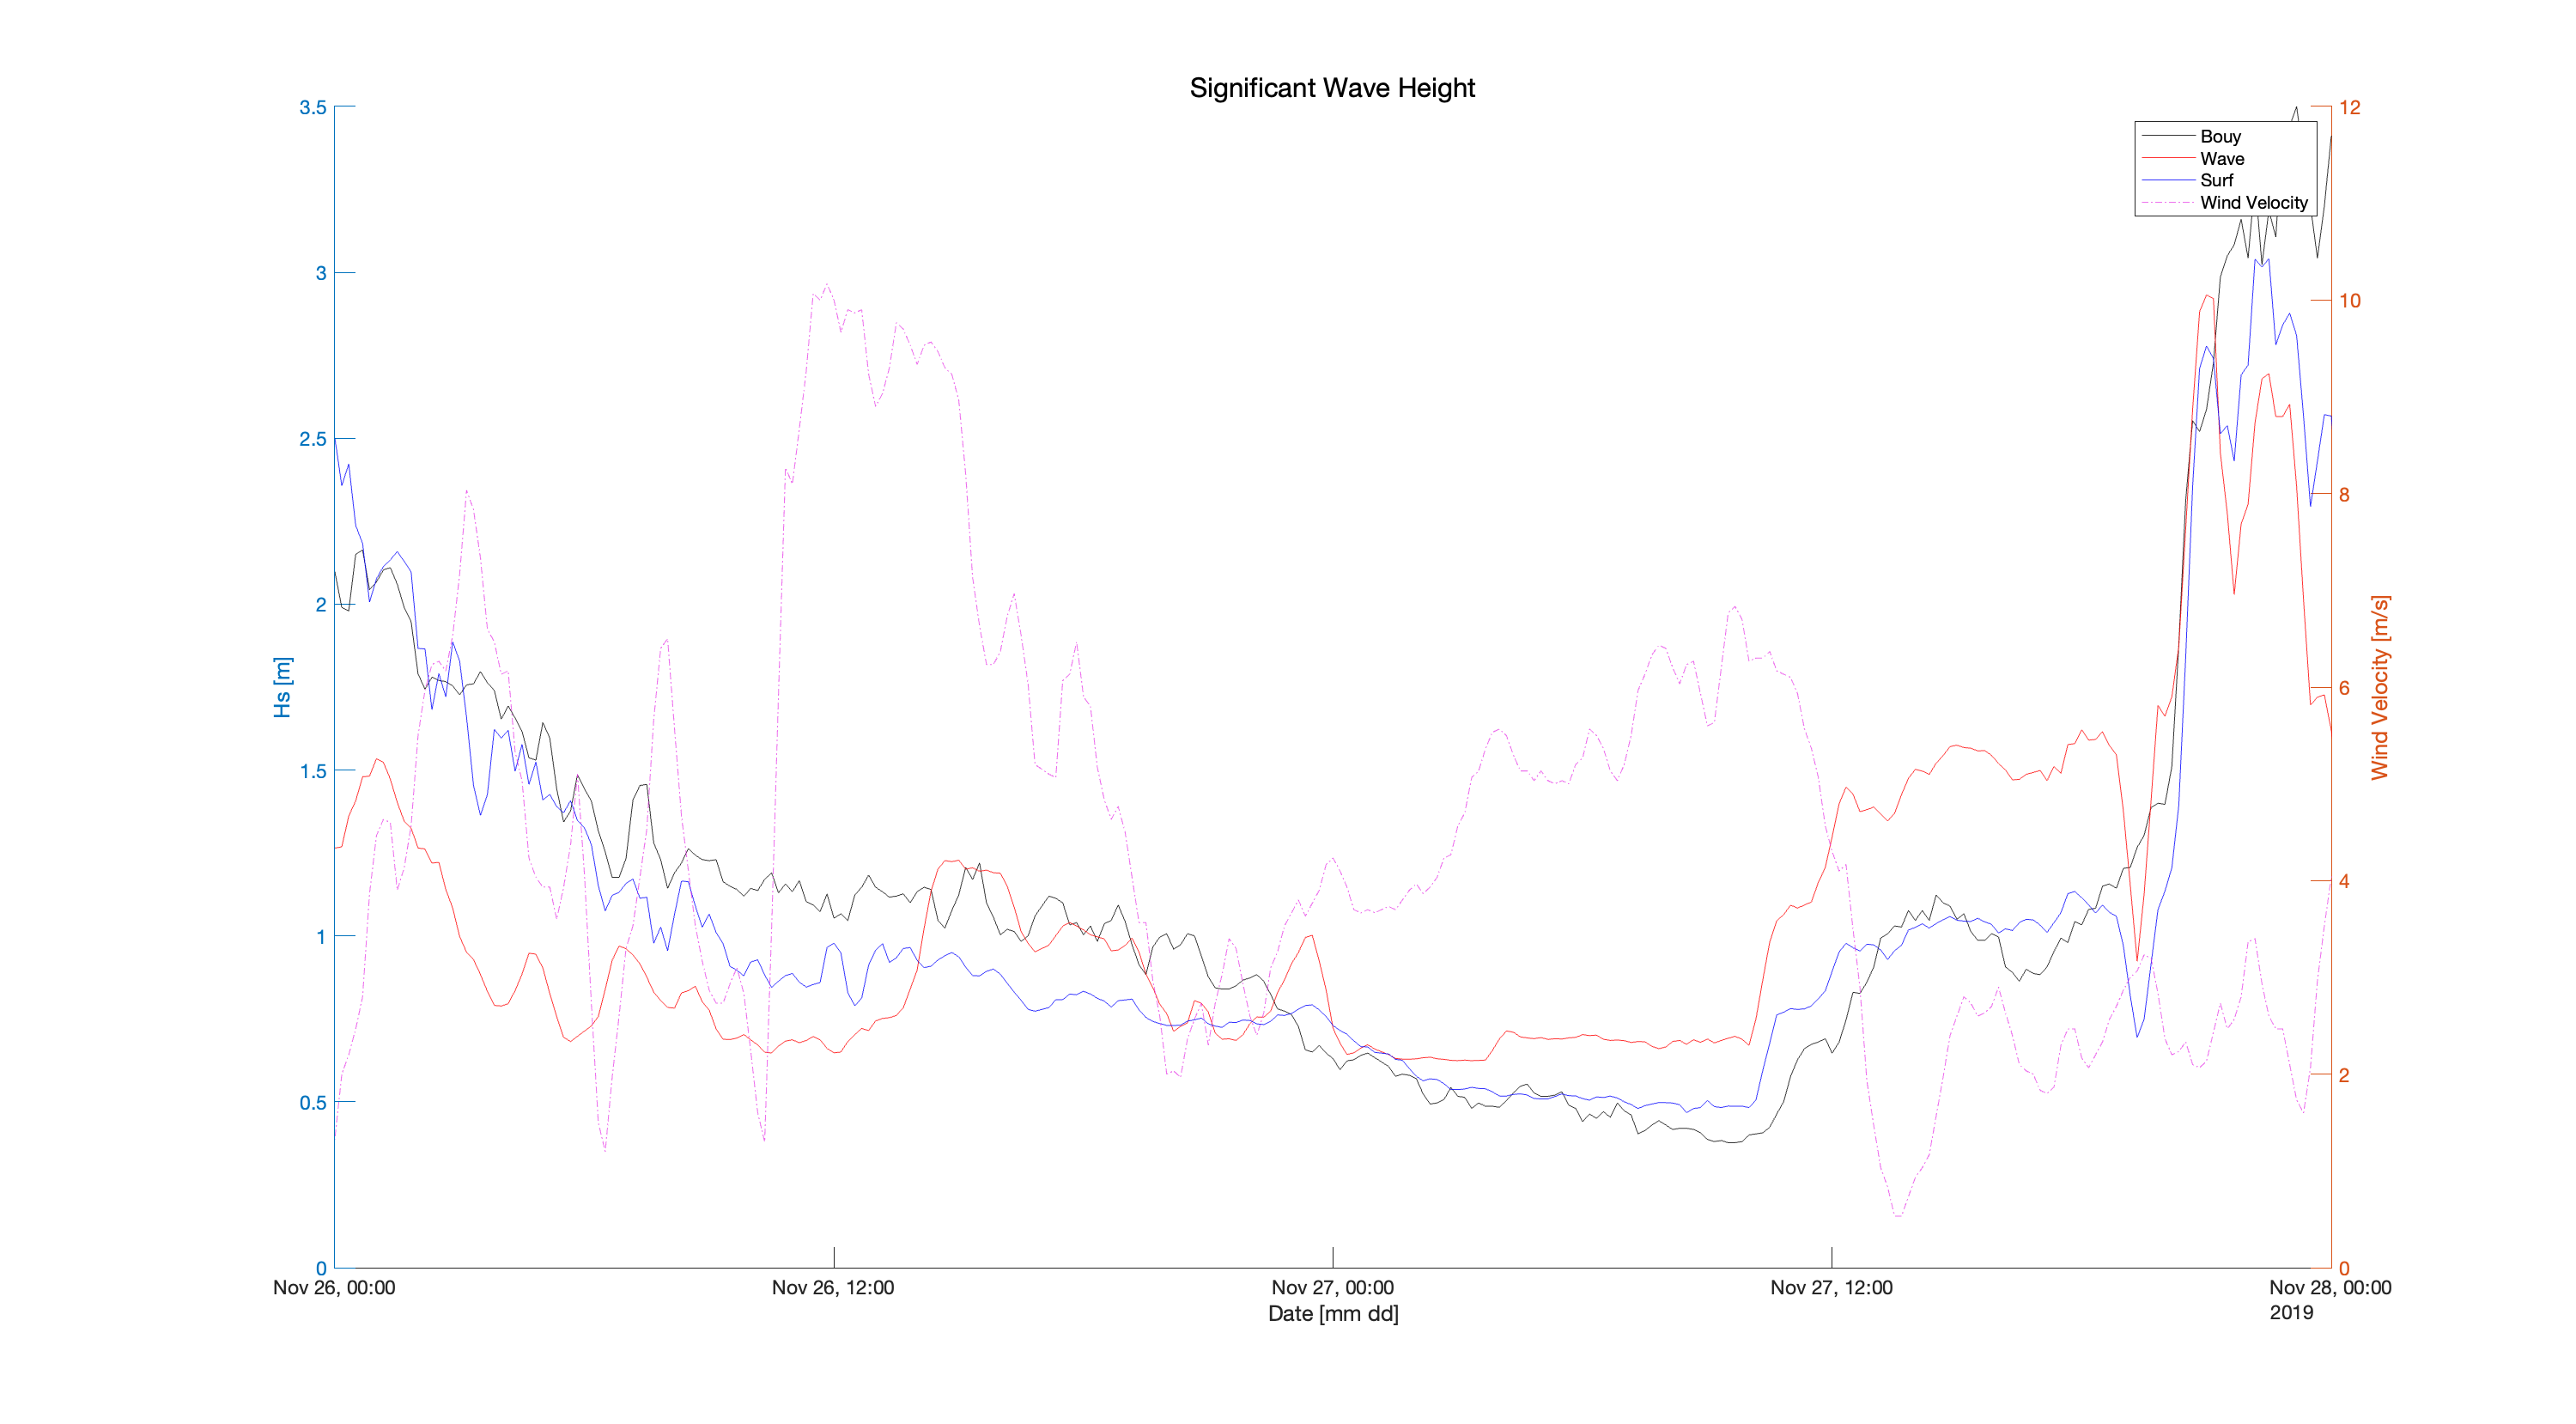 Significant Wave Height
3.5
3
2.5
2
1.5
1
0.5
0
Hs [m]
12
10
8
6
4
2
0
Wind Velocity [m/s]
Bouy
Wave
Surf
Wind Velocity
Nov 26, 00:00
Nov 26, 12:00
Nov 27, 00:00
Nov 27, 12:00
Nov 28, 00:00
2019
Date [mm dd]